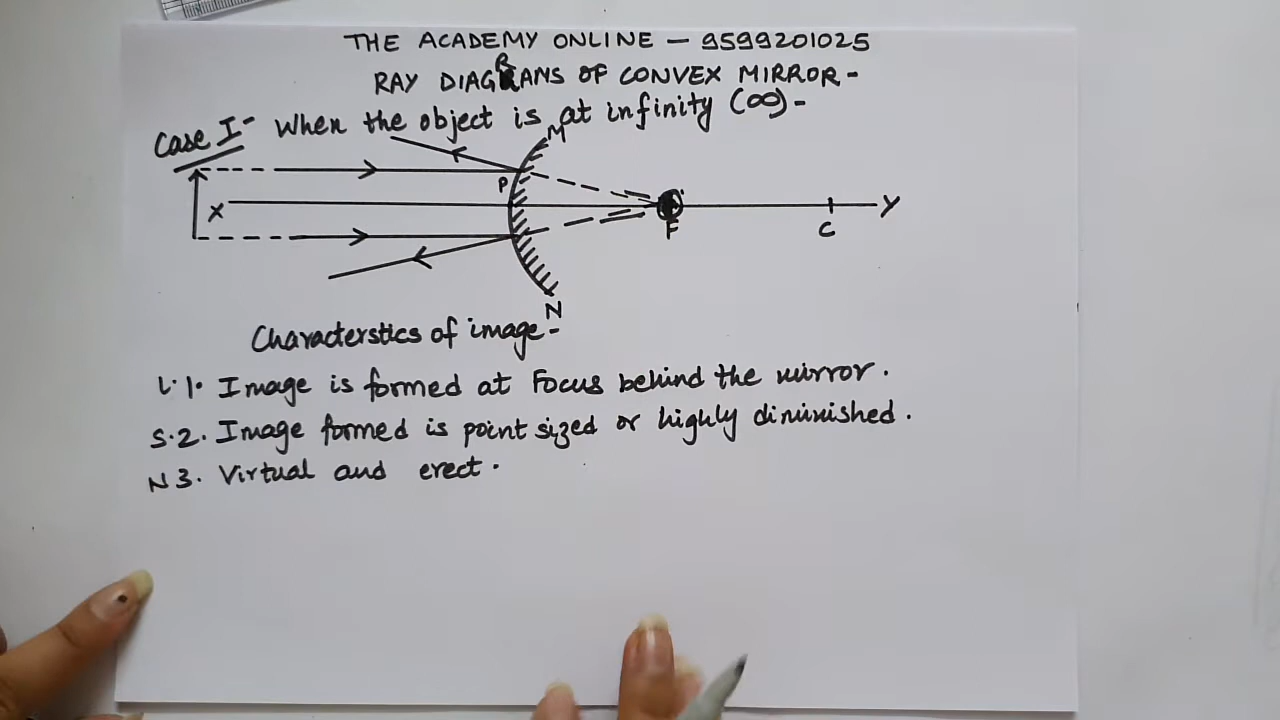 THE ACADEMY ONLINE – 9599201025
RAY DIAGRANS OF CONVEX MIRROR –
Case I – When the object is at infinity (∞) –
M
P
X
F
C
Y
N
Characterstics of image –
L.1. Image is formed at Focus behind the mirror.
S.2. Image formed is point sized or highly diminished.
N 3. Virtual and erect.